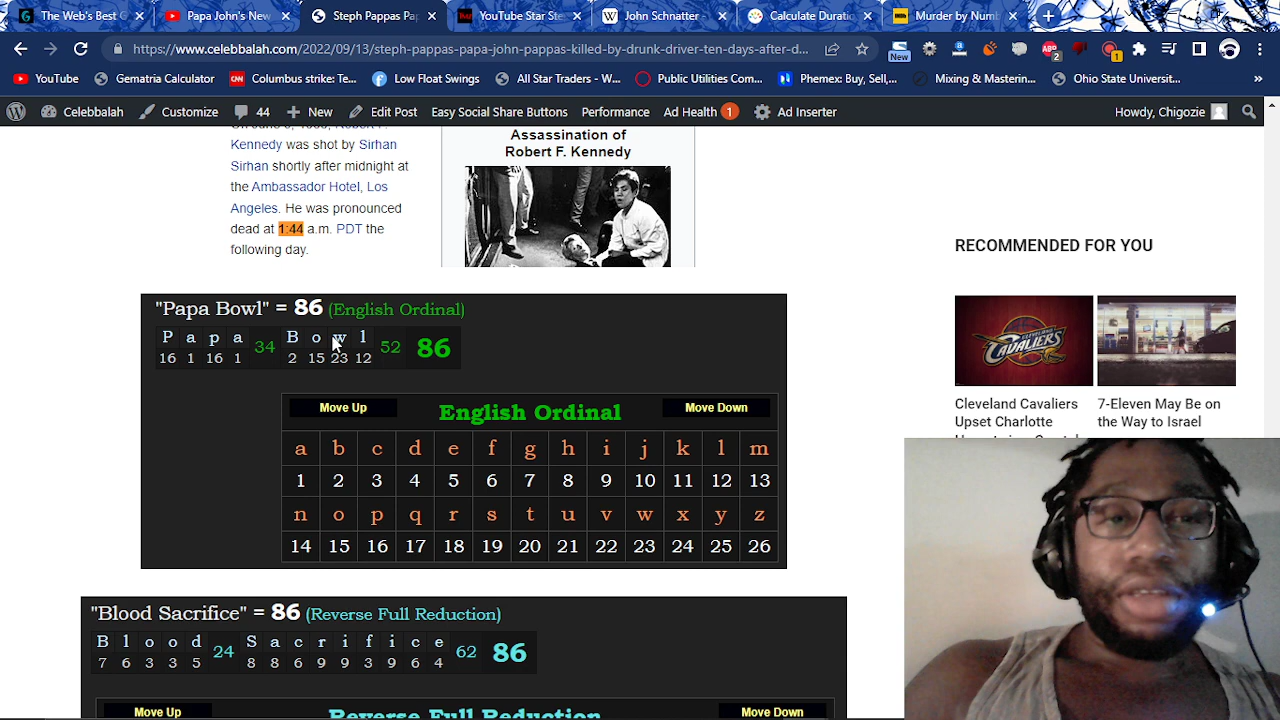 The Web's Best G
Papa John's New
Steph Pappas Pa
YouTube Star Ste
John Schnatter -
Calculate Duratio
Murder by Numb
https://www.celebbalah.com/2022/09/13/steph-pappas-papa-john-pappas-killed-by-drunk-driver-ten-days-after-d...
New
ABP
2
1
YouTube
Gematria Calculator
Columbus strike: Te...
Low Float Swings
All Star Traders - W...
Public Utilities Com...
Phemex: Buy, Sell,...
Mixing & Masterin...
Ohio State Universit...
»
Celebbalah
Customize
44
New
Edit Post
Easy Social Share Buttons
Performance
Ad Health 1
Ad Inserter
Howdy, Chigozie
Kennedy was shot by Sirhan
Sirhan shortly after midnight at
the Ambassador Hotel, Los
Angeles. He was pronounced
dead at 1:44 a.m. PDT the
following day.
Assassination of
Robert F. Kennedy
RECOMMENDED FOR YOU
"Papa Bowl" = 86 (English Ordinal)
P a p a 34 B o w l 52 86
16 1 16 1 2 15 23 12
Move Up English Ordinal Move Down
a b c d e f g h i j k l m
1 2 3 4 5 6 7 8 9 10 11 12 13
n o p q r s t u v w x y z
14 15 16 17 18 19 20 21 22 23 24 25 26
CAVALIERS
Cleveland Cavaliers
Upset Charlotte
7-Eleven May Be on
the Way to Israel
"Blood Sacrifice" = 86 (Reverse Full Reduction)
B l o o d 24 S a c r i f i c e 62 86
7 6 3 3 5 8 8 6 9 9 3 9 6 4
Move Up Reverse Full Reduction Move Down